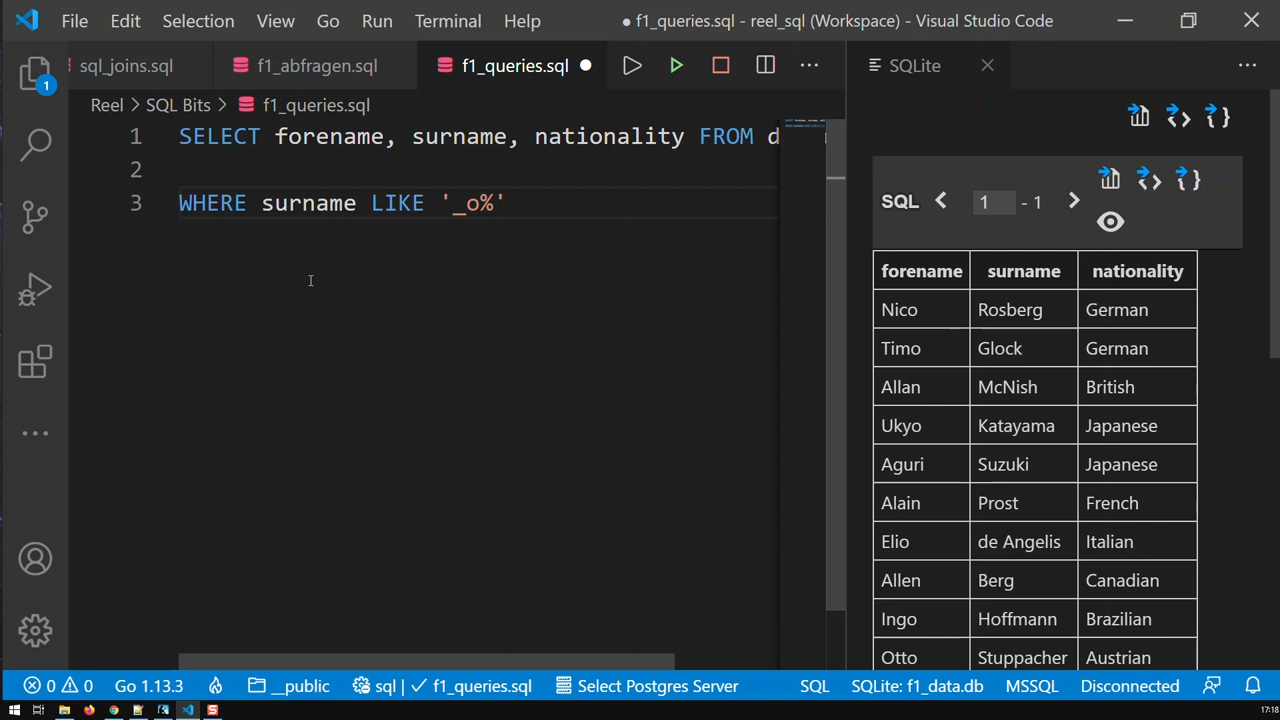 File Edit Selection View Go Run Terminal Help
f1_queries.sql - reel_sql (Workspace) - Visual Studio Code
sql_joins.sql f1_abfragen.sql f1_queries.sql
SQLite
1
Reel > SQL Bits > f1_queries.sql
1 SELECT forename, surname, nationality FROM d
2
3 WHERE surname LIKE '_o%'
SQL < 1 - 1 >
forename surname nationality
Nico Rosberg German
Timo Glock German
Allan McNish British
Ukyo Katayama Japanese
Aguri Suzuki Japanese
Alain Prost French
Elio de Angelis Italian
Allen Berg Canadian
Ingo Hoffmann Brazilian
Otto Stuppacher Austrian
0 0 Go 1.13.3 __public sql | ✓ f1_queries.sql Select Postgres Server SQL SQLite: f1_data.db MSSQL Disconnected
17:18